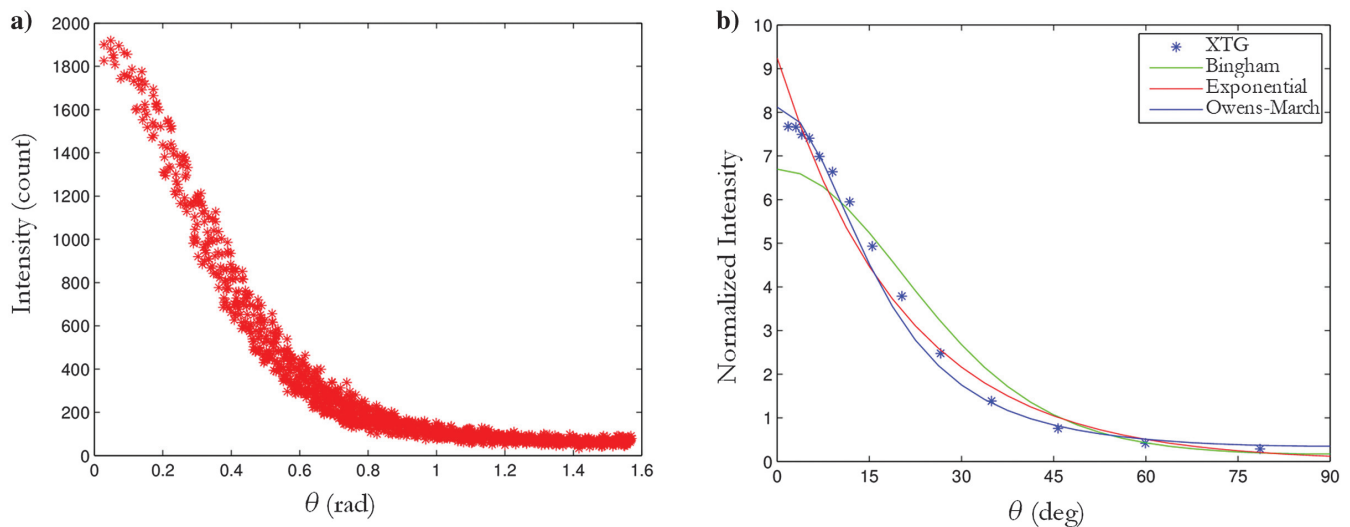 a)
2000
1800
1600
1400
1200
1000
800
600
400
200
0
Intensity (count)
0 0.2 0.4 0.6 0.8 1 1.2 1.4 1.6
θ (rad)
b)
10
9
8
7
6
5
4
3
2
1
0
Normalized Intensity
XTG
Bingham
Exponential
Owens-March
0 15 30 45 60 75 90
θ (deg)